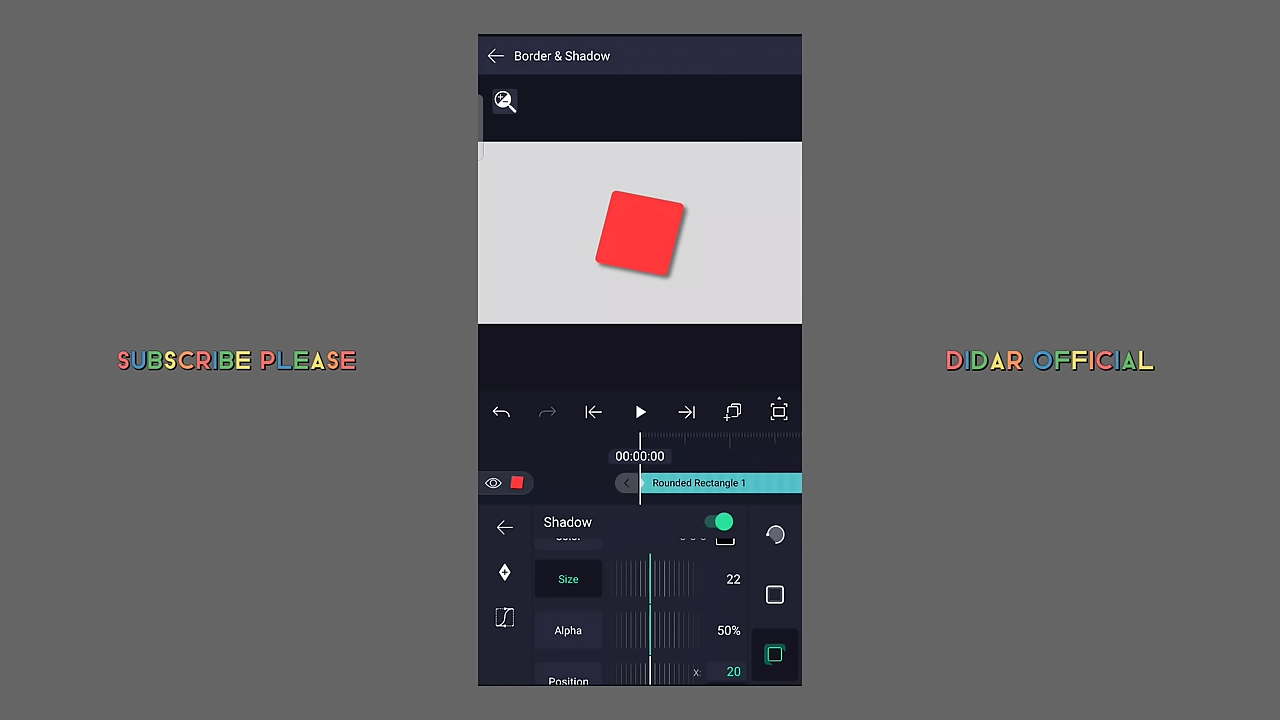 Border & Shadow
SUBSCRIBE PLEASE
DIDAR OFFICIAL
00:00:00
Rounded Rectangle 1
Shadow
Size
22
Alpha
50%
Position
X:
20